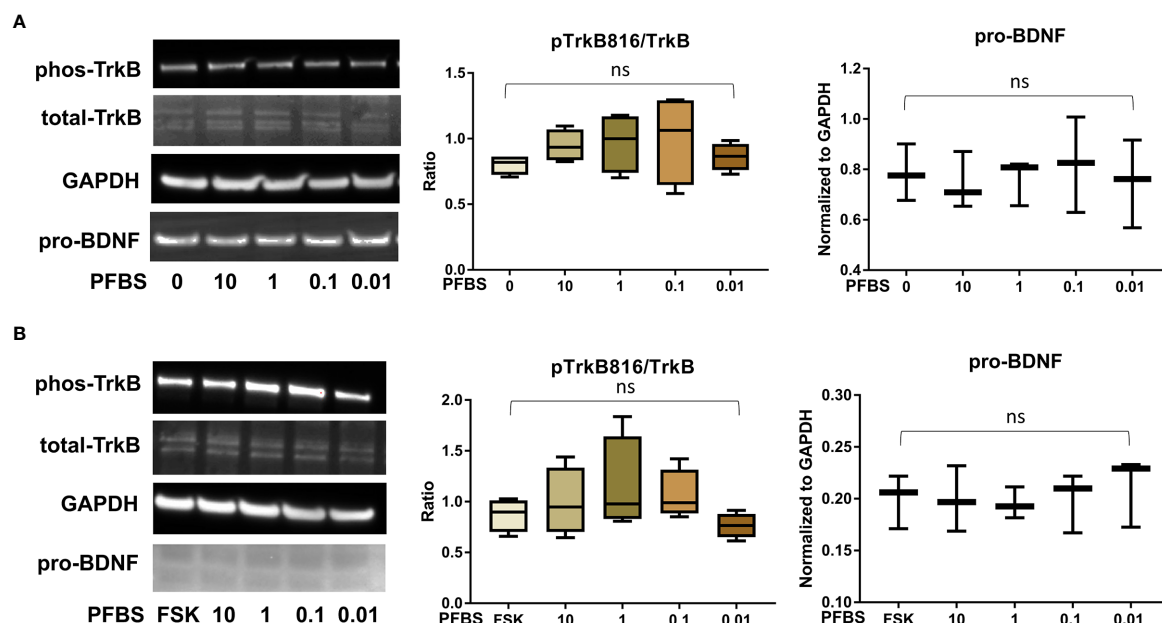 A
phos-TrkB
total-TrkB
GAPDH
pro-BDNF
PFBS 0 10 1 0.1 0.01
pTrkB816/TrkB
ns
Ratio
1.5
1.0
0.5
0.0
PFBS 0 10 1 0.1 0.01
pro-BDNF
ns
Normalized to GAPDH
1.2
1.0
0.8
0.6
0.4
PFBS 0 10 1 0.1 0.01
B
phos-TrkB
total-TrkB
GAPDH
pro-BDNF
PFBS FSK 10 1 0.1 0.01
pTrkB816/TrkB
ns
Ratio
2.0
1.5
1.0
0.5
0.0
PFBS FSK 10 1 0.1 0.01
pro-BDNF
ns
Normalized to GAPDH
0.30
0.25
0.20
0.15
0.10
PFBS FSK 10 1 0.1 0.01